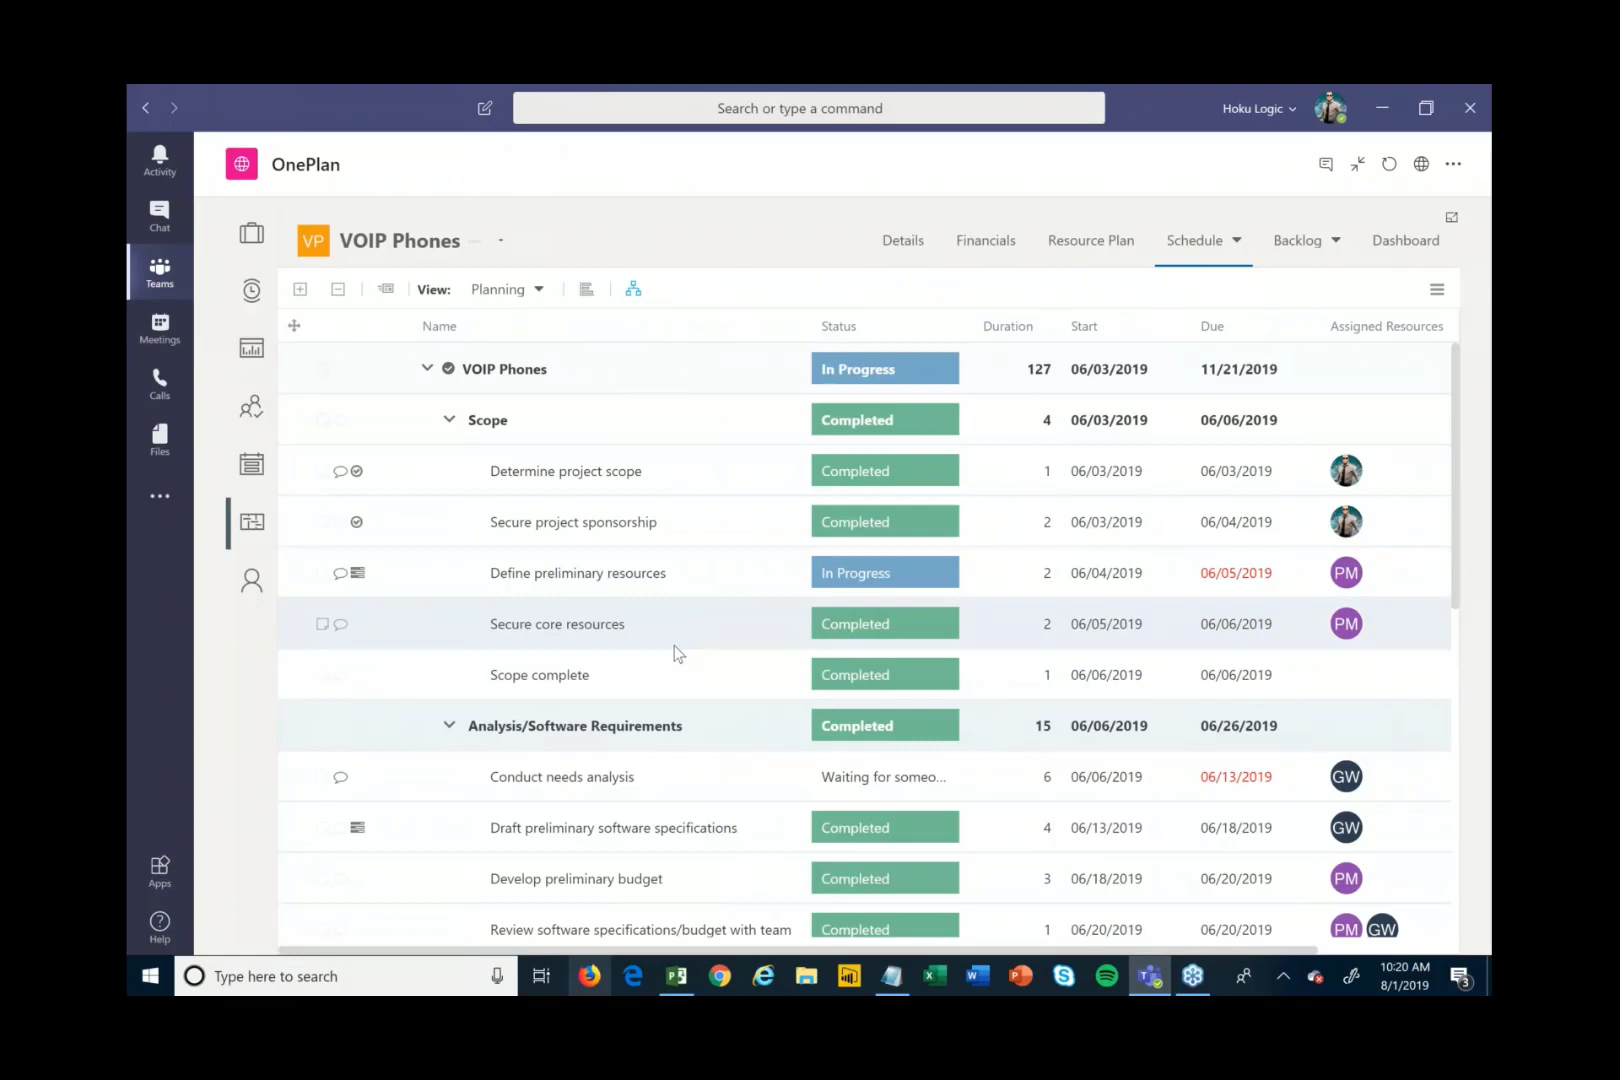 Search or type a command
Hoku Logic
Activity
OnePlan
Chat
VP VOIP Phones
Details Financials Resource Plan Schedule Backlog Dashboard
Teams
View: Planning
Meetings
Name Status Duration Start Due Assigned Resources
VOIP Phones In Progress 127 06/03/2019 11/21/2019
Calls
Scope Completed 4 06/03/2019 06/06/2019
Files
Determine project scope Completed 1 06/03/2019 06/03/2019
Secure project sponsorship Completed 2 06/03/2019 06/04/2019
Define preliminary resources In Progress 2 06/04/2019 06/05/2019 PM
Secure core resources Completed 2 06/05/2019 06/06/2019 PM
Scope complete Completed 1 06/06/2019 06/06/2019
Analysis/Software Requirements Completed 15 06/06/2019 06/26/2019
Conduct needs analysis Waiting for someo... 6 06/06/2019 06/13/2019 GW
Draft preliminary software specifications Completed 4 06/13/2019 06/18/2019 GW
Develop preliminary budget Completed 3 06/18/2019 06/20/2019 PM
Apps
Review software specifications/budget with team Completed 1 06/20/2019 06/20/2019 PM GW
Help
Type here to search
10:20 AM
8/1/2019
3